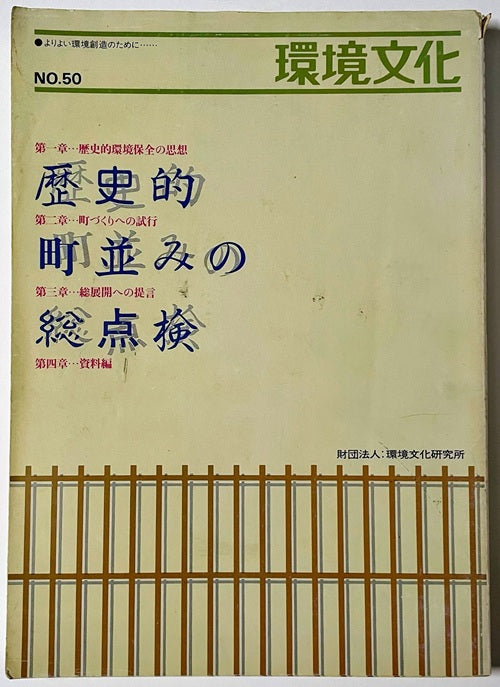 ●よりよい環境創造のために……
環境文化
NO.50
第一章…歴史的環境保全の思想
歴史的
第二章…町づくりへの試行
町並みの
第三章…総展開への提言
総点検
第四章…資料編
財団法人：環境文化研究所